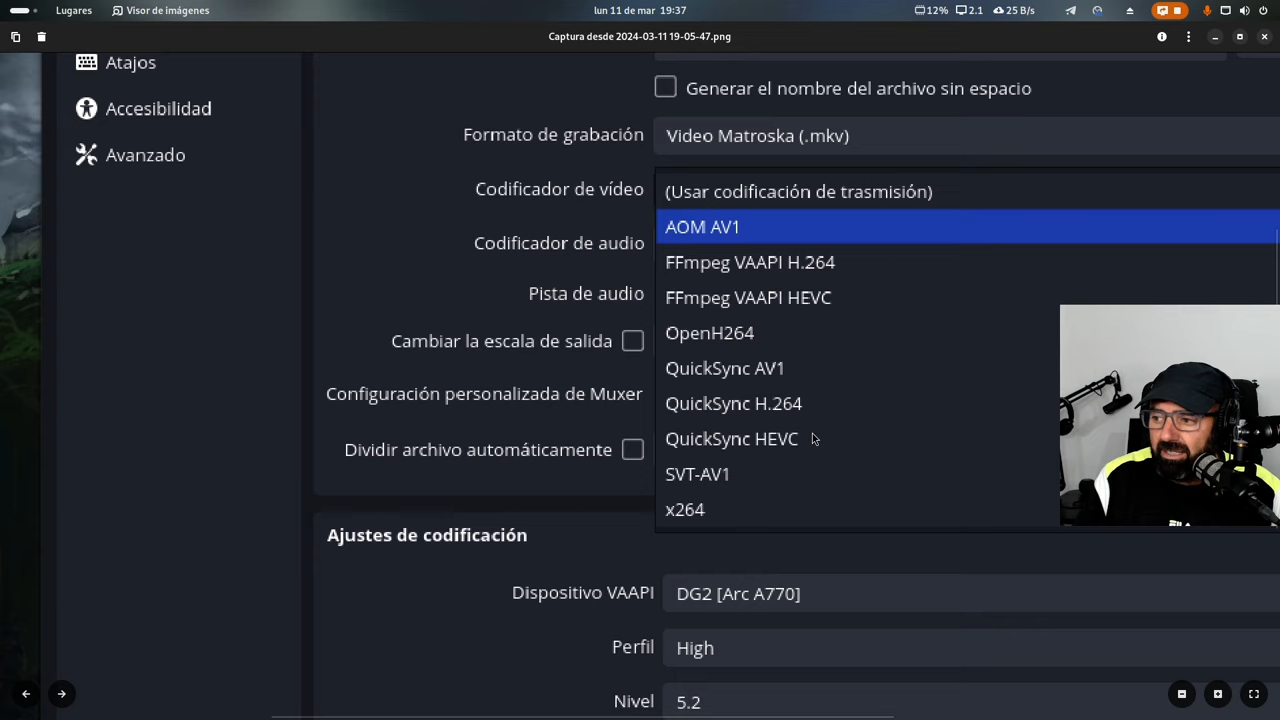 Lugares
Visor de imágenes
lun 11 de mar 19:37
12%
2.1
25 B/s
Captura desde 2024-03-11 19-05-47.png
Atajos
Accesibilidad
Avanzado
Generar el nombre del archivo sin espacio
Formato de grabación
Video Matroska (.mkv)
Codificador de vídeo
(Usar codificación de trasmisión)
AOM AV1
Codificador de audio
FFmpeg VAAPI H.264
Pista de audio
FFmpeg VAAPI HEVC
OpenH264
Cambiar la escala de salida
QuickSync AV1
Configuración personalizada de Muxer
QuickSync H.264
QuickSync HEVC
Dividir archivo automáticamente
SVT-AV1
x264
Ajustes de codificación
Dispositivo VAAPI
DG2 [Arc A770]
Perfil
High
Nivel
5.2